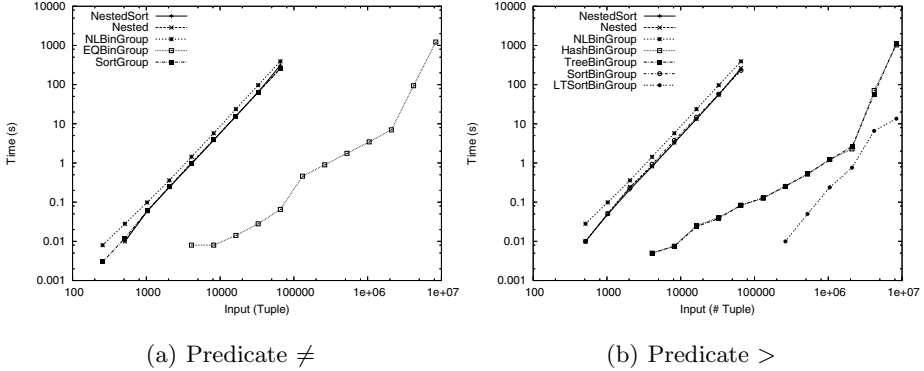 10000
1000
100
10
1
0.1
0.01
0.001
Time (s)
NestedSort
Nested
NLBinGroup
EQBinGroup
SortGroup
100 1000 10000 100000 1e+06 1e+07
Input (Tuple)
(a) Predicate ≠
10000
1000
100
10
1
0.1
0.01
0.001
Time (s)
NestedSort
Nested
NLBinGroup
HashBinGroup
TreeBinGroup
SortBinGroup
LTSortBinGroup
100 1000 10000 100000 1e+06 1e+07
Input (# Tuple)
(b) Predicate >